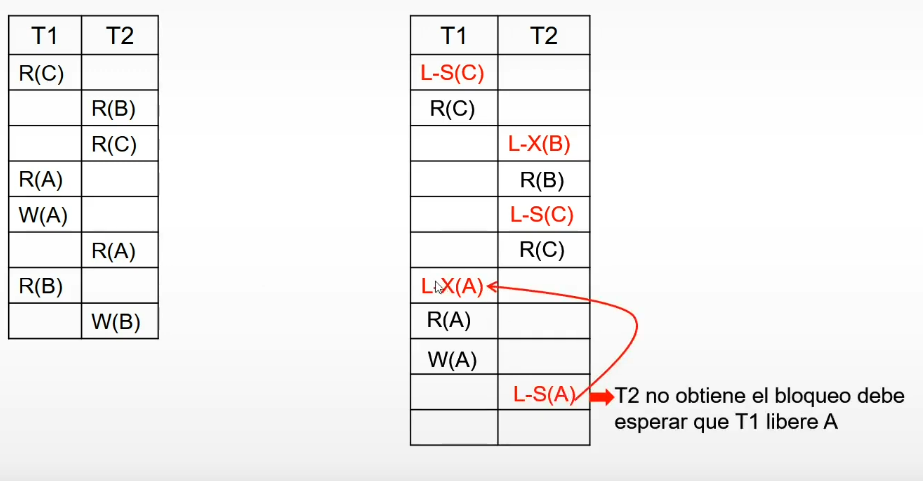 T1 T2
R(C)
R(B)
R(C)
R(A)
W(A)
R(A)
R(B)
W(B)
T1 T2
L-S(C)
R(C)
L-X(B)
R(B)
L-S(C)
R(C)
L-X(A)
R(A)
W(A)
L-S(A)
T2 no obtiene el bloqueo debe
esperar que T1 libere A